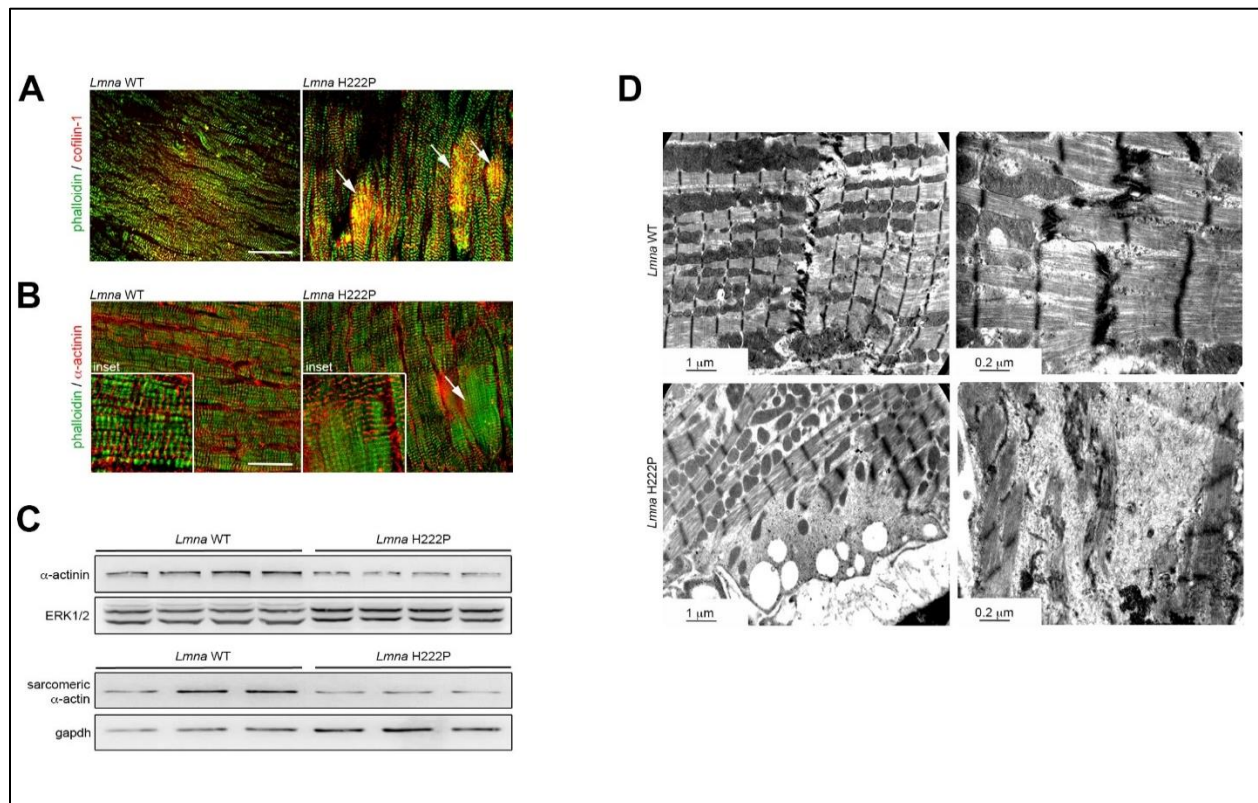 A
Lmna WT
Lmna H222P
phalloidin / cofilin-1
B
Lmna WT
Lmna H222P
phalloidin / α-actinin
inset
inset
C
Lmna WT
Lmna H222P
α-actinin
ERK1/2
Lmna WT
Lmna H222P
sarcomeric
α-actin
gapdh
D
Lmna WT
1 μm
0.2 μm
Lmna H222P
1 μm
0.2 μm